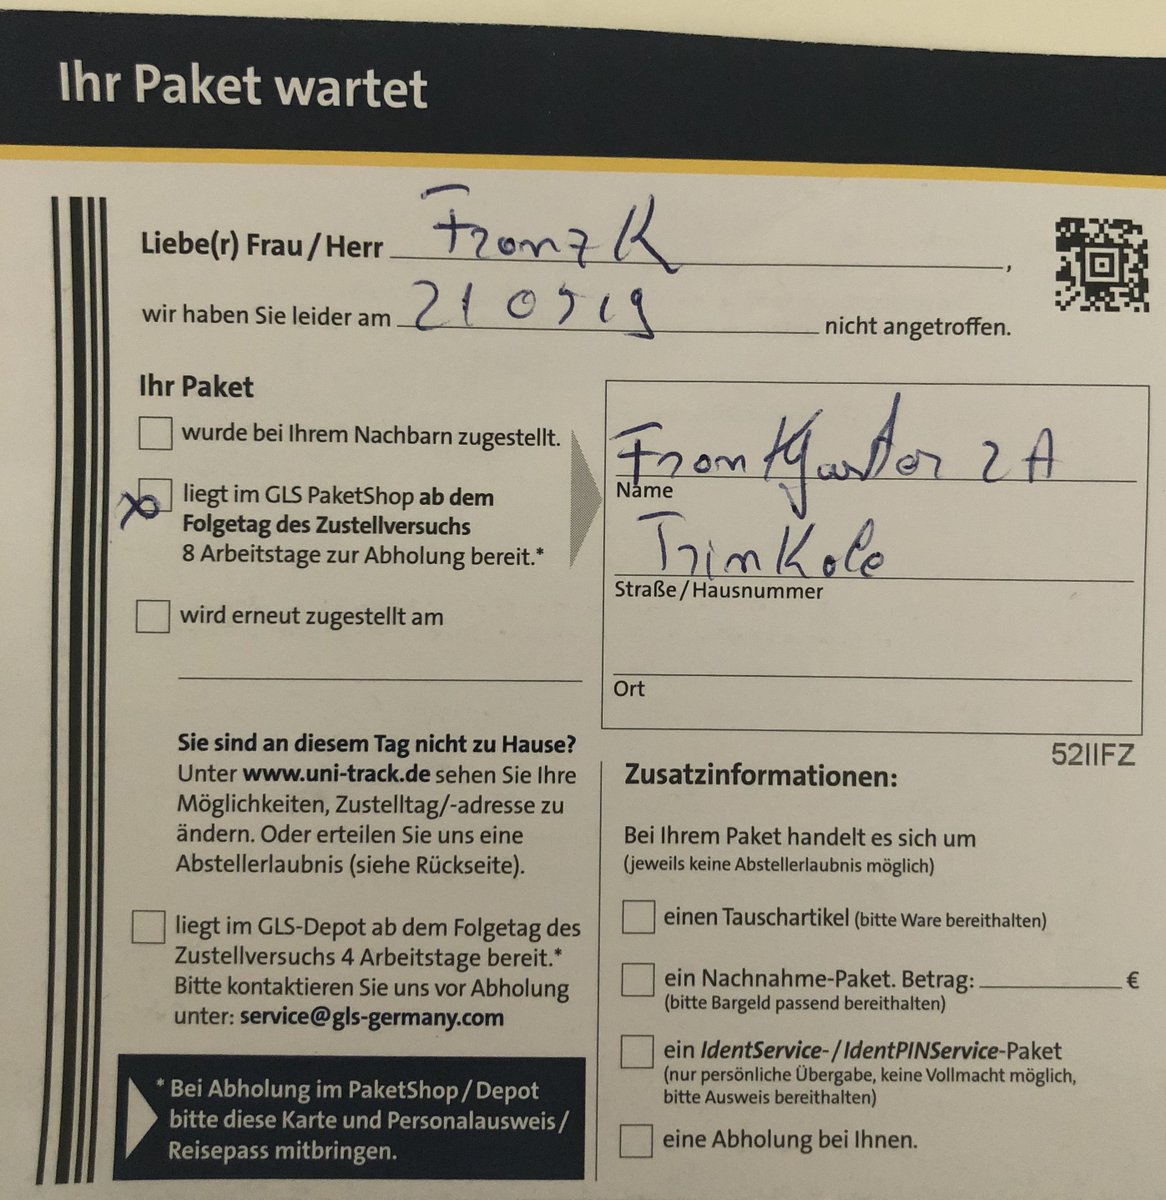 Ihr Paket wartet
Liebe(r) Frau / Herr Franz K,
wir haben Sie leider am 21 05 19 nicht angetroffen.
Ihr Paket
wurde bei Ihrem Nachbarn zugestellt.
liegt im GLS PaketShop ab dem
Folgetag des Zustellversuchs
8 Arbeitstage zur Abholung bereit.*
wird erneut zugestellt am
2A
Name
Straße / Hausnummer
Ort
52IIFZ
Sie sind an diesem Tag nicht zu Hause?
Unter www.uni-track.de sehen Sie Ihre
Möglichkeiten, Zustelltag/-adresse zu
ändern. Oder erteilen Sie uns eine
Abstellerlaubnis (siehe Rückseite).
liegt im GLS-Depot ab dem Folgetag des
Zustellversuchs 4 Arbeitstage bereit.*
Bitte kontaktieren Sie uns vor Abholung
unter: service@gls-germany.com
* Bei Abholung im PaketShop / Depot
bitte diese Karte und Personalausweis /
Reisepass mitbringen.
Zusatzinformationen:
Bei Ihrem Paket handelt es sich um
(jeweils keine Abstellerlaubnis möglich)
einen Tauschartikel (bitte Ware bereithalten)
ein Nachnahme-Paket. Betrag: €
(bitte Bargeld passend bereithalten)
ein IdentService- / IdentPINService-Paket
(nur persönliche Übergabe, keine Vollmacht möglich,
bitte Ausweis bereithalten)
eine Abholung bei Ihnen.